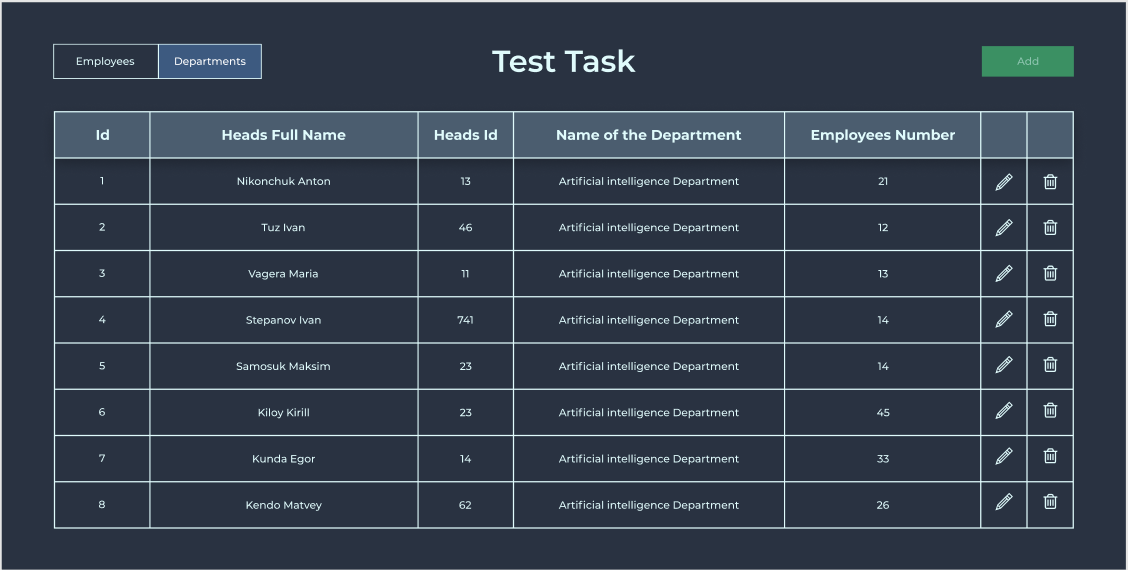 Employees Departments Test Task Add
Id Heads Full Name Heads Id Name of the Department Employees Number
1 Nikonchuk Anton 13 Artificial intelligence Department 21
2 Tuz Ivan 46 Artificial intelligence Department 12
3 Vagera Maria 11 Artificial intelligence Department 13
4 Stepanov Ivan 741 Artificial intelligence Department 14
5 Samosuk Maksim 23 Artificial intelligence Department 14
6 Kiloy Kirill 23 Artificial intelligence Department 45
7 Kunda Egor 14 Artificial intelligence Department 33
8 Kendo Matvey 62 Artificial intelligence Department 26